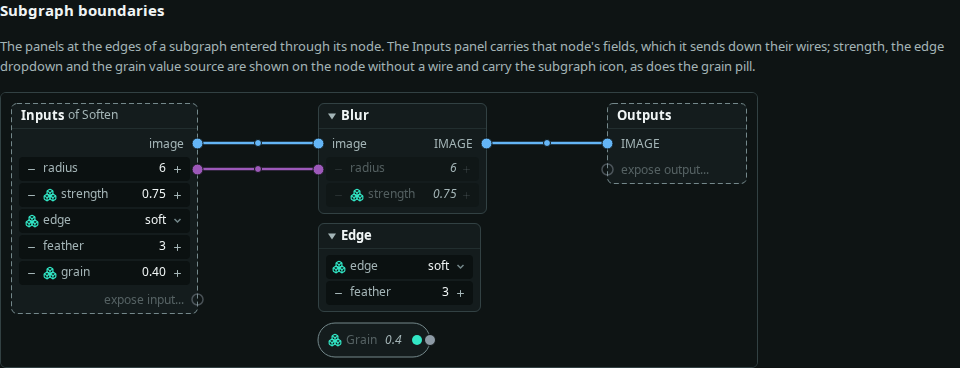 Subgraph boundaries
The panels at the edges of a subgraph entered through its node. The Inputs panel carries that node's fields, which it sends down their wires; strength, the edge
dropdown and the grain value source are shown on the node without a wire and carry the subgraph icon, as does the grain pill.
Inputs of Soften
image
− radius 6 +
− strength 0.75 +
edge soft
− feather 3 +
− grain 0.40 +
expose input...
Blur
image IMAGE
− radius 6 +
− strength 0.75 +
Edge
edge soft
− feather 3 +
Grain 0.4
Outputs
IMAGE
expose output...